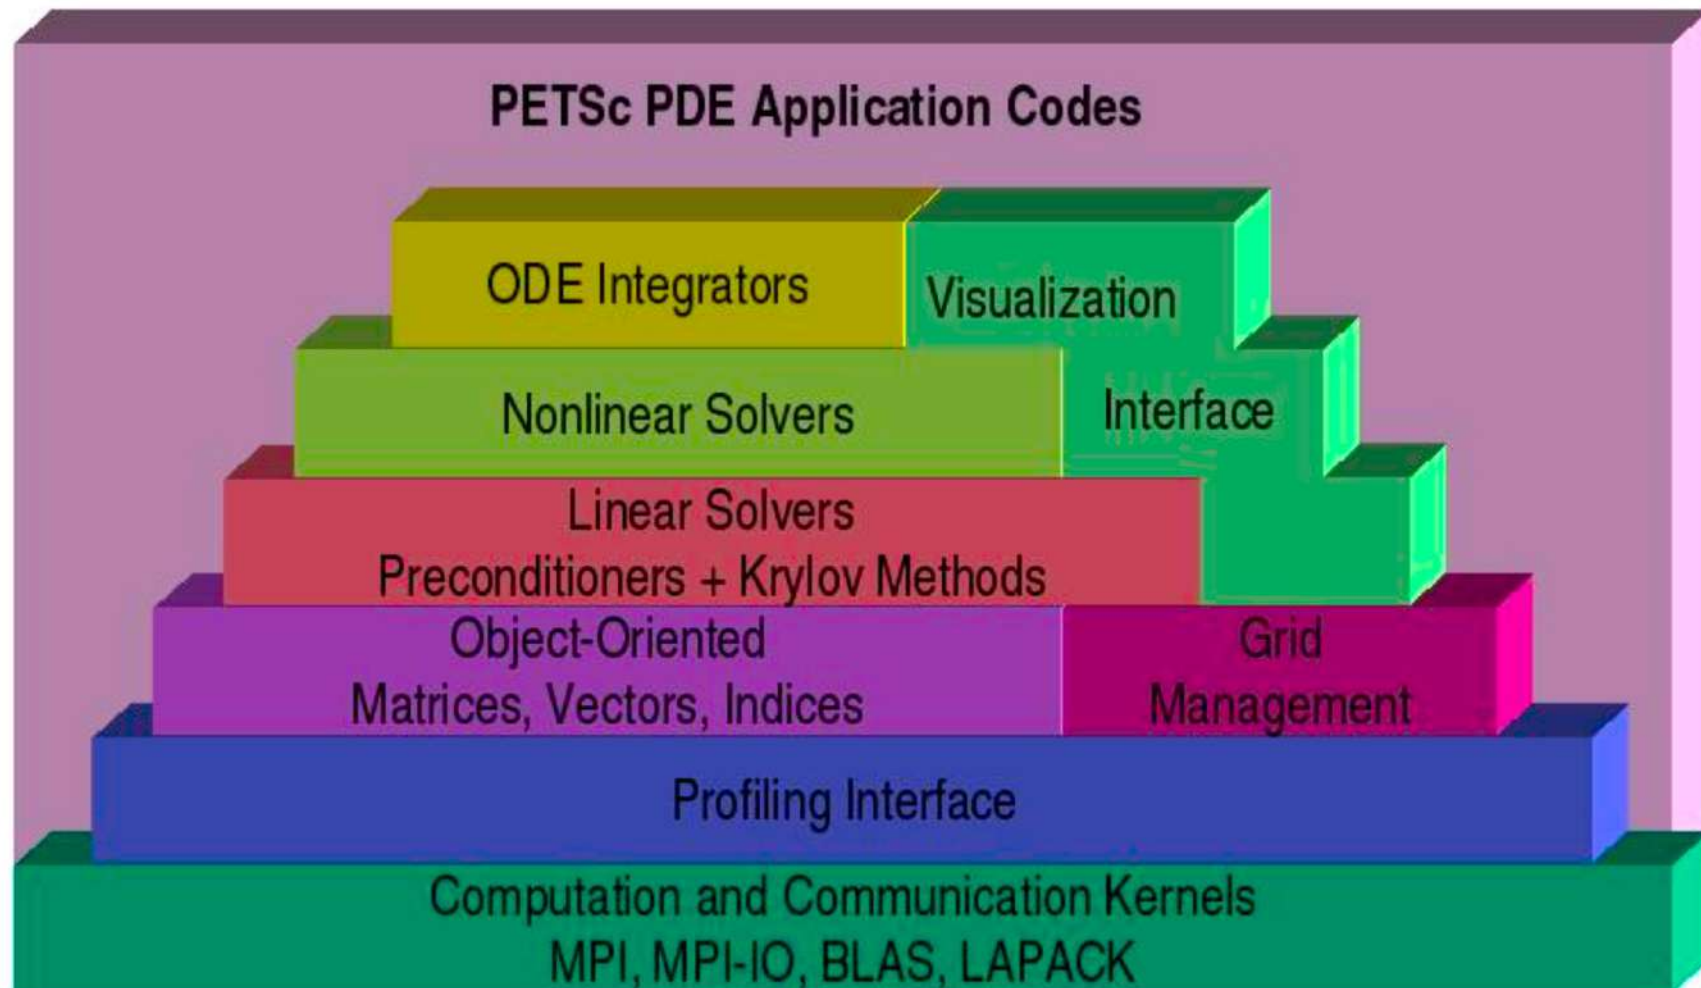 PETSc PDE Application Codes
ODE Integrators
Visualization
Nonlinear Solvers
Interface
Linear Solvers
Preconditioners + Krylov Methods
Object-Oriented
Matrices, Vectors, Indices
Grid
Management
Profiling Interface
Computation and Communication Kernels
MPI, MPI-IO, BLAS, LAPACK